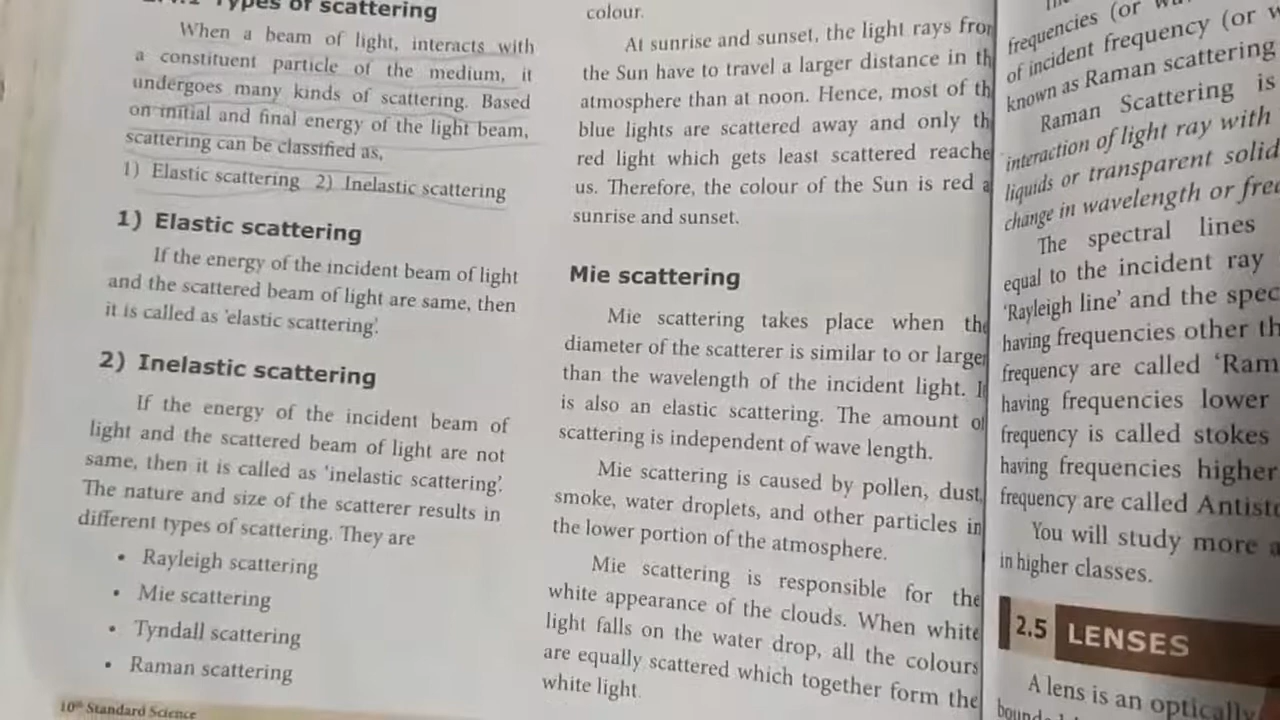 Types of scattering
When a beam of light, interacts with
a constituent particle of the medium, it
undergoes many kinds of scattering. Based
on initial and final energy of the light beam,
scattering can be classified as,
1) Elastic scattering 2) Inelastic scattering
1) Elastic scattering
If the energy of the incident beam of light
and the scattered beam of light are same, then
it is called as 'elastic scattering'.
2) Inelastic scattering
If the energy of the incident beam of
light and the scattered beam of light are not
same, then it is called as 'inelastic scattering'.
The nature and size of the scatterer results in
different types of scattering. They are
• Rayleigh scattering
• Mie scattering
• Tyndall scattering
• Raman scattering
10th Standard Science
colour.
At sunrise and sunset, the light rays from
the Sun have to travel a larger distance in
atmosphere than at noon. Hence, most of
blue lights are scattered away and only
red light which gets least scattered
us. Therefore, the colour of the Sun is red
sunrise and sunset.
Mie scattering
Mie scattering takes place when the
diameter of the scatterer is similar to or larger
than the wavelength of the incident light.
is also an elastic scattering. The amount
scattering is independent of wave length.
Mie scattering is caused by pollen, dust,
smoke, water droplets, and other particles in
the lower portion of the atmosphere.
Mie scattering is responsible for the
white appearance of the clouds. When white
light falls on the water drop, all the colours
are equally scattered which together form the
white light.
frequencies (or
of incident frequency (or
known as Raman scattering
Raman Scattering is
interaction of light ray with
liquids or transparent solid
change in wavelength or
The spectral lines
equal to the incident ray
'Rayleigh line' and the
having frequencies other
frequency are called
having frequencies lower
frequency is called stokes
having frequencies higher
frequency are called
You will study more
in higher classes.
2.5 LENSES
A lens is an optically